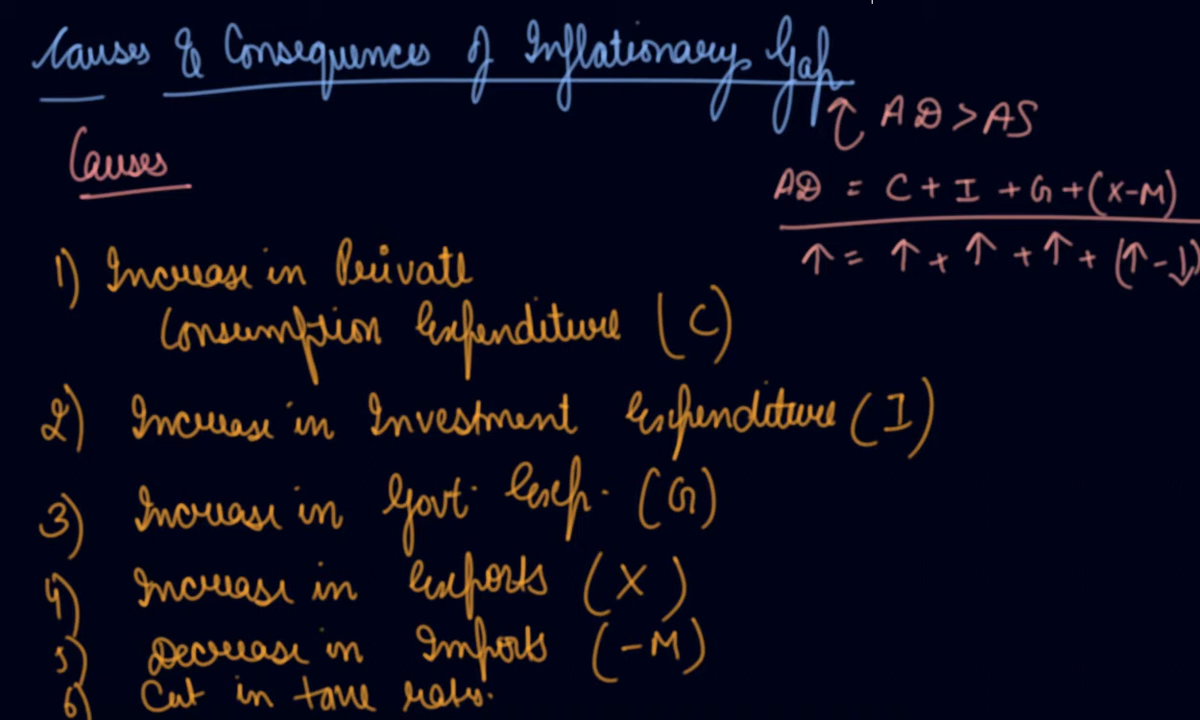 Causes & Consequences of Inflationary Gap
↑ AD > AS
Causes
AD = C + I + G + (X-M)
↑ = ↑ + ↑ + ↑ + (↑ - ↓)
1) Increase in Private
Consumption Expenditure (C)
2) Increase in Investment Expenditure (I)
3) Increase in Govt. Exp. (G)
4) Increase in Exports (X)
5) Decrease in Imports (-M)
6) Cut in tax rates.